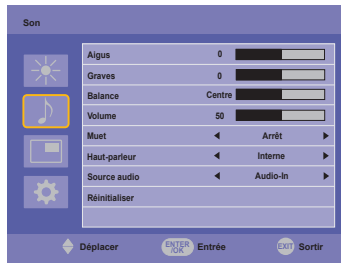 Son
Aigus 0
Graves 0
Balance Centre
Volume 50
Muet Arrêt
Haut-parleur Interne
Source audio Audio-In
Réinitialiser
Déplacer ENTER /OK Entrée EXIT Sortir